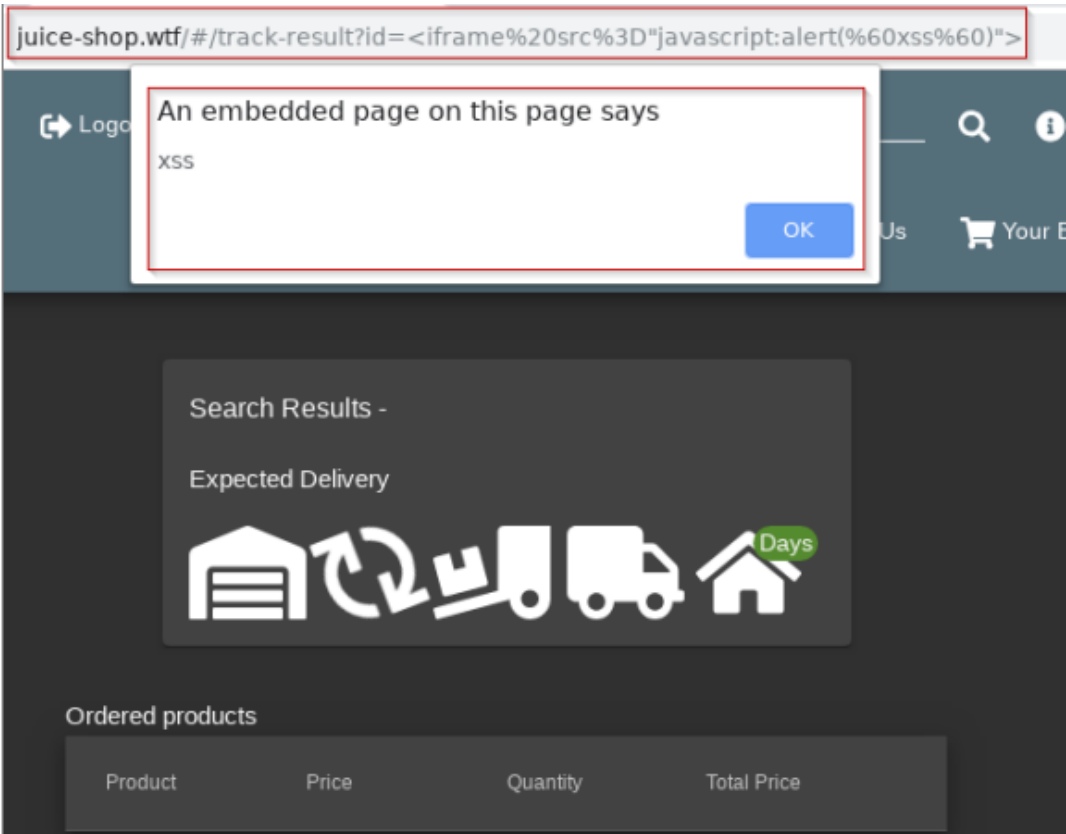 juice-shop.wtf/#/track-result?id=<iframe%20src%3D"javascript:alert(%60xss%60)">
Logo
An embedded page on this page says
xss
OK
Us
Your
Search Results -
Expected Delivery
Days
Ordered products
Product Price Quantity Total Price